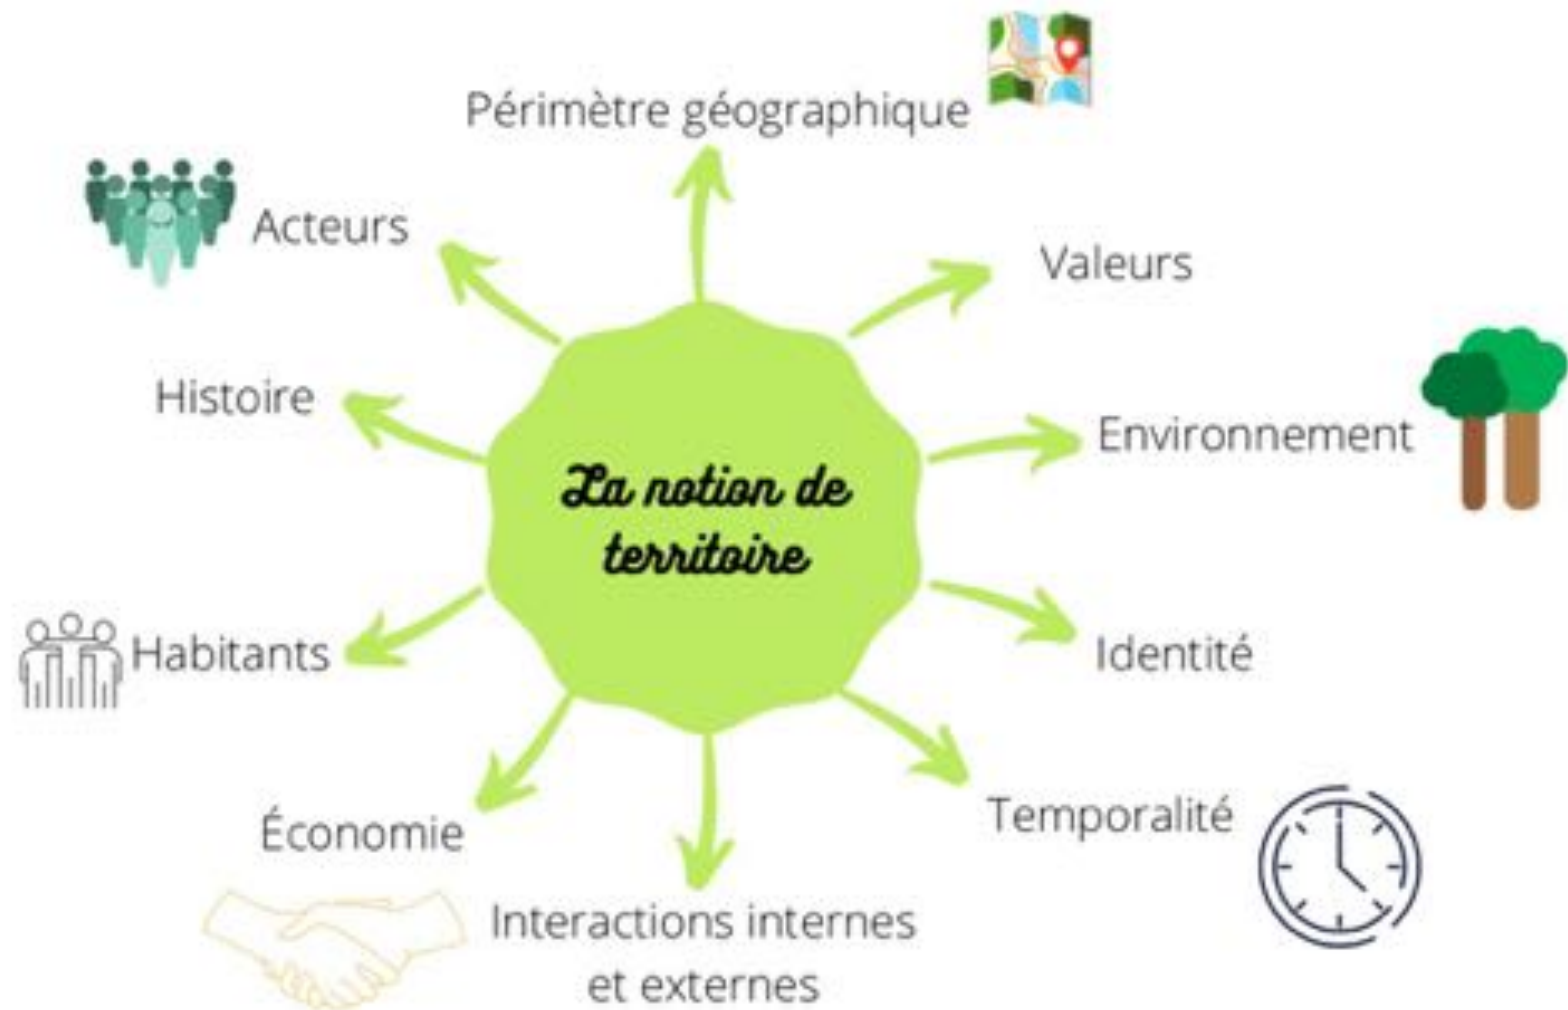 Périmètre géographique
Acteurs
Valeurs
Histoire
Environnement
La notion de
territoire
Habitants
Identité
Économie
Temporalité
Interactions internes
et externes